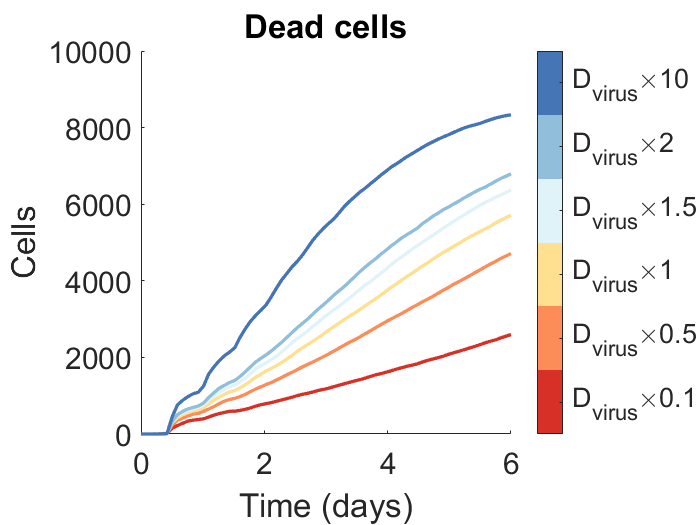 Dead cells
10000
8000
6000
4000
2000
0
Cells
0 2 4 6
Time (days)
D_virus×10
D_virus×2
D_virus×1.5
D_virus×1
D_virus×0.5
D_virus×0.1